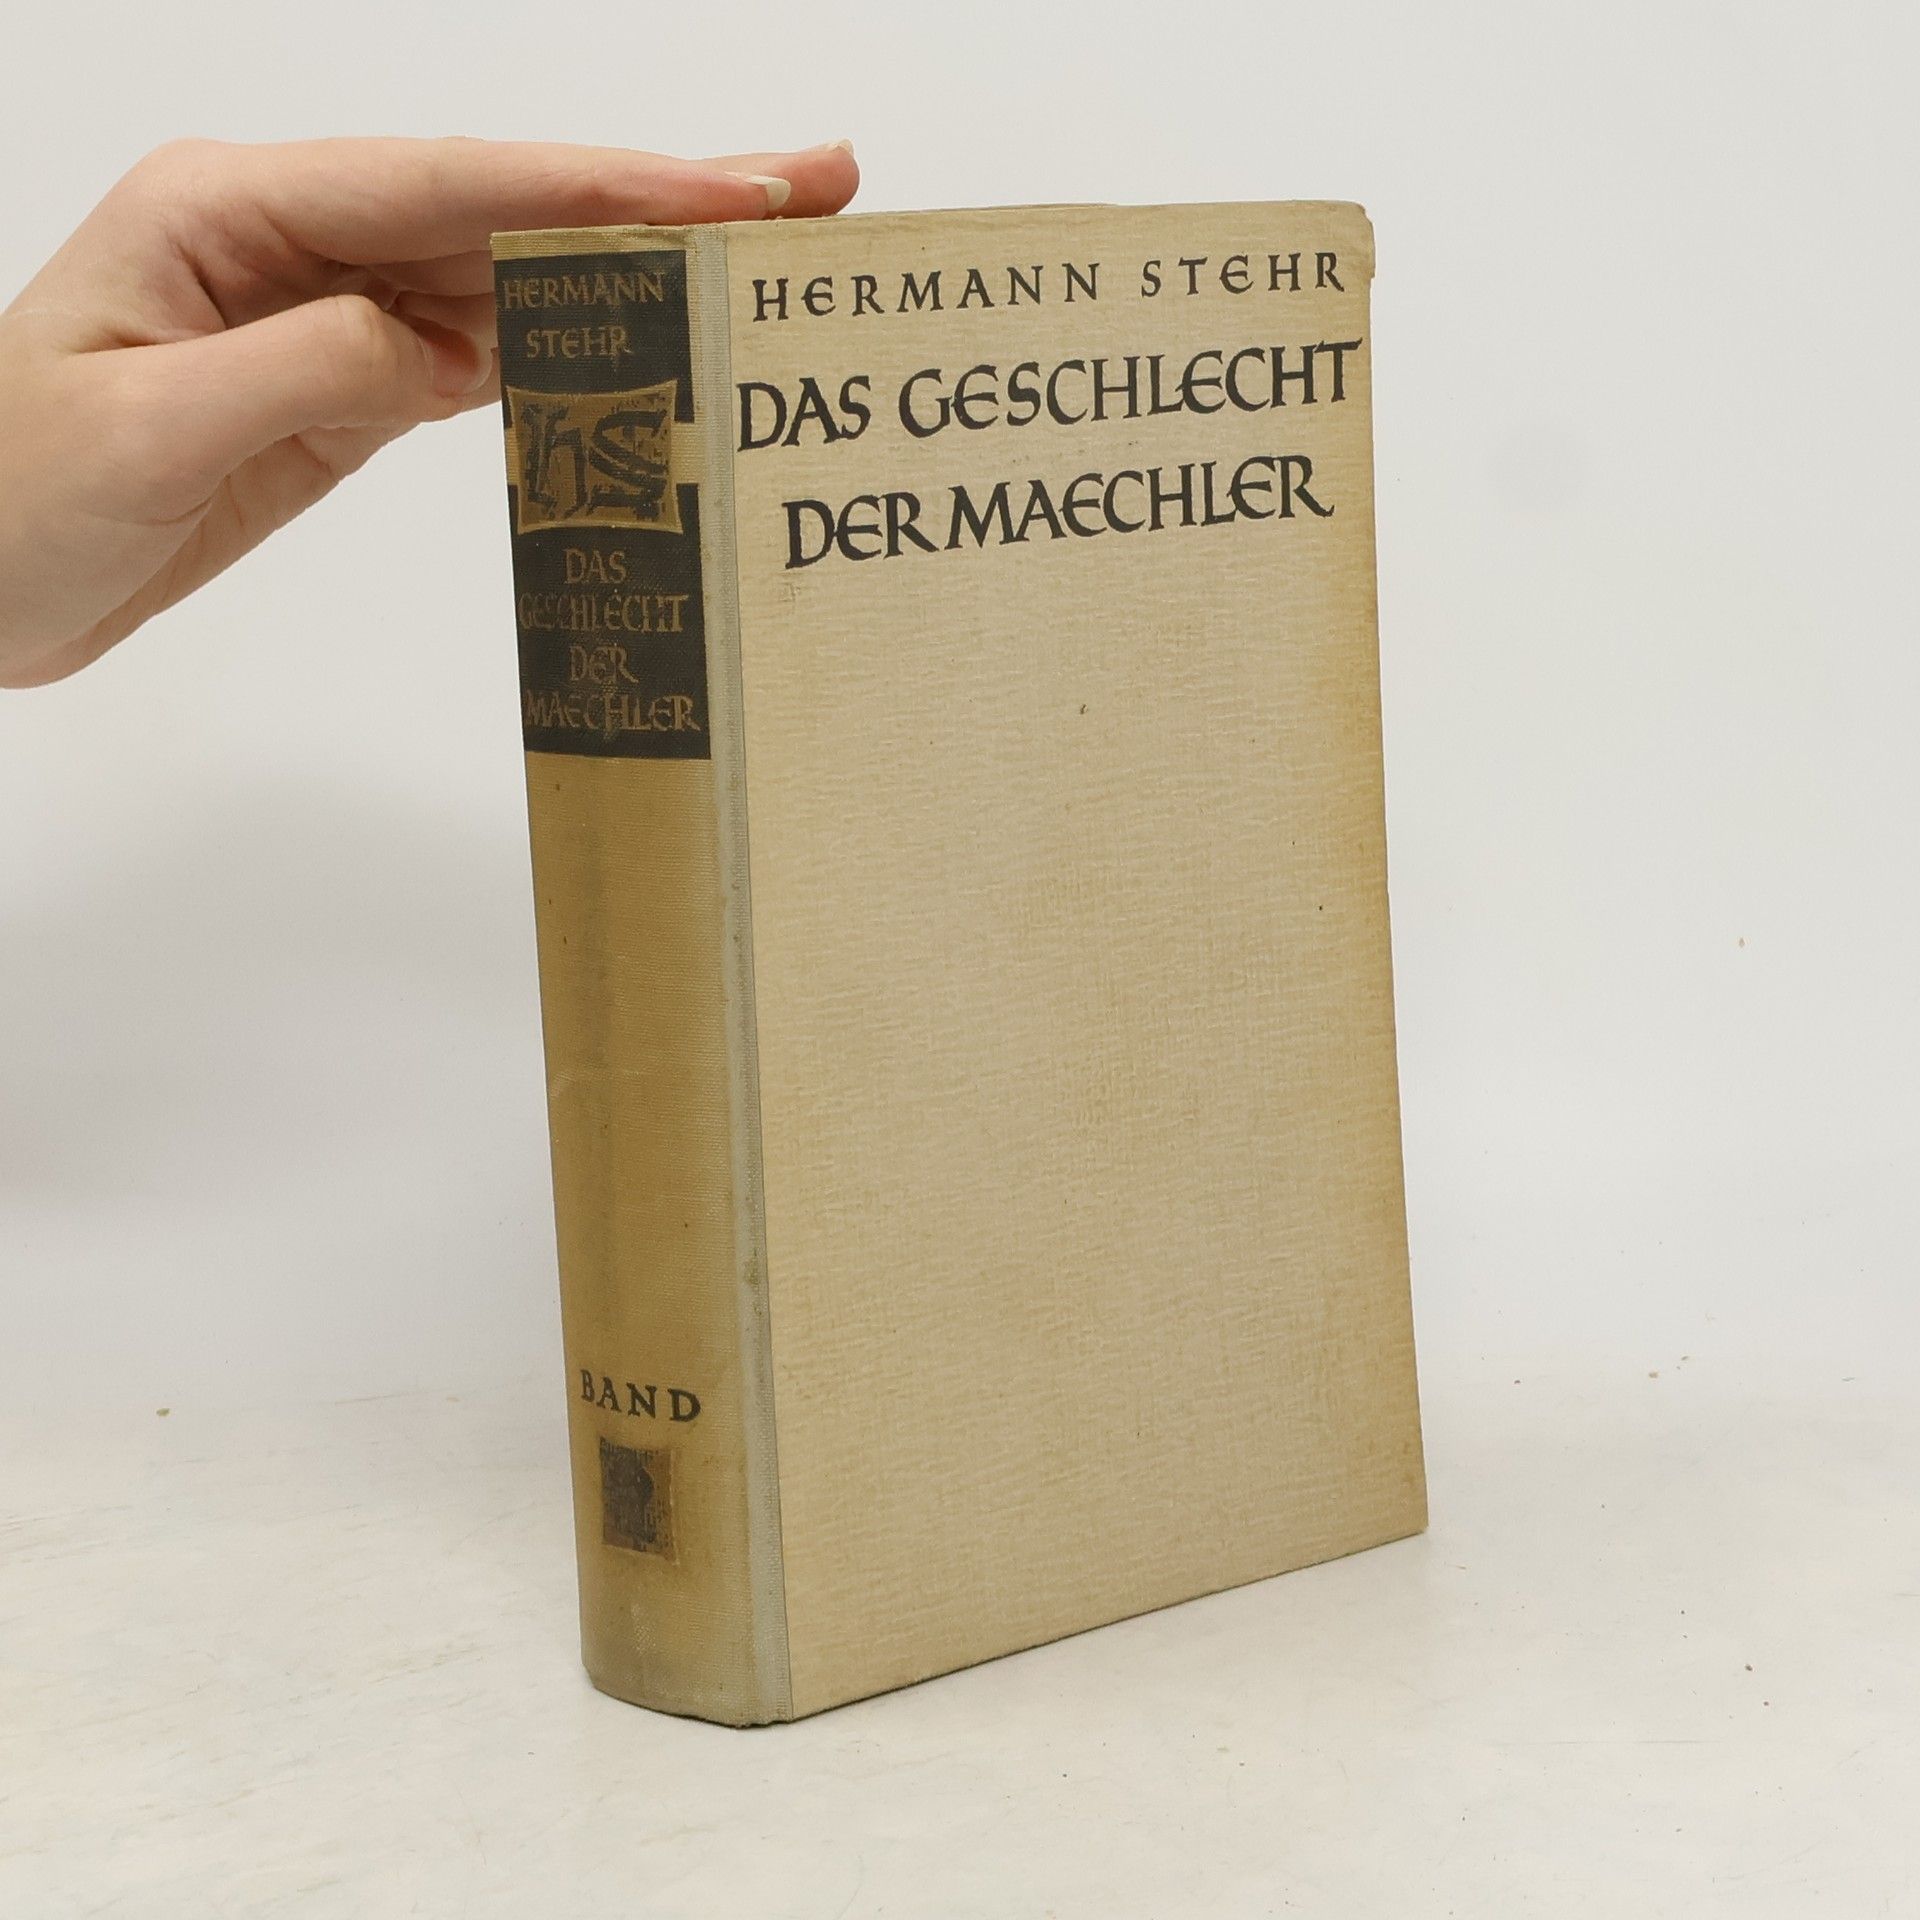 HERMANN
STEHR
HS
DAS
GESCHLECHT
DER
MAECHLER
BAND
HERMANN STEHR
DAS GESCHLECHT
DER MAECHLER